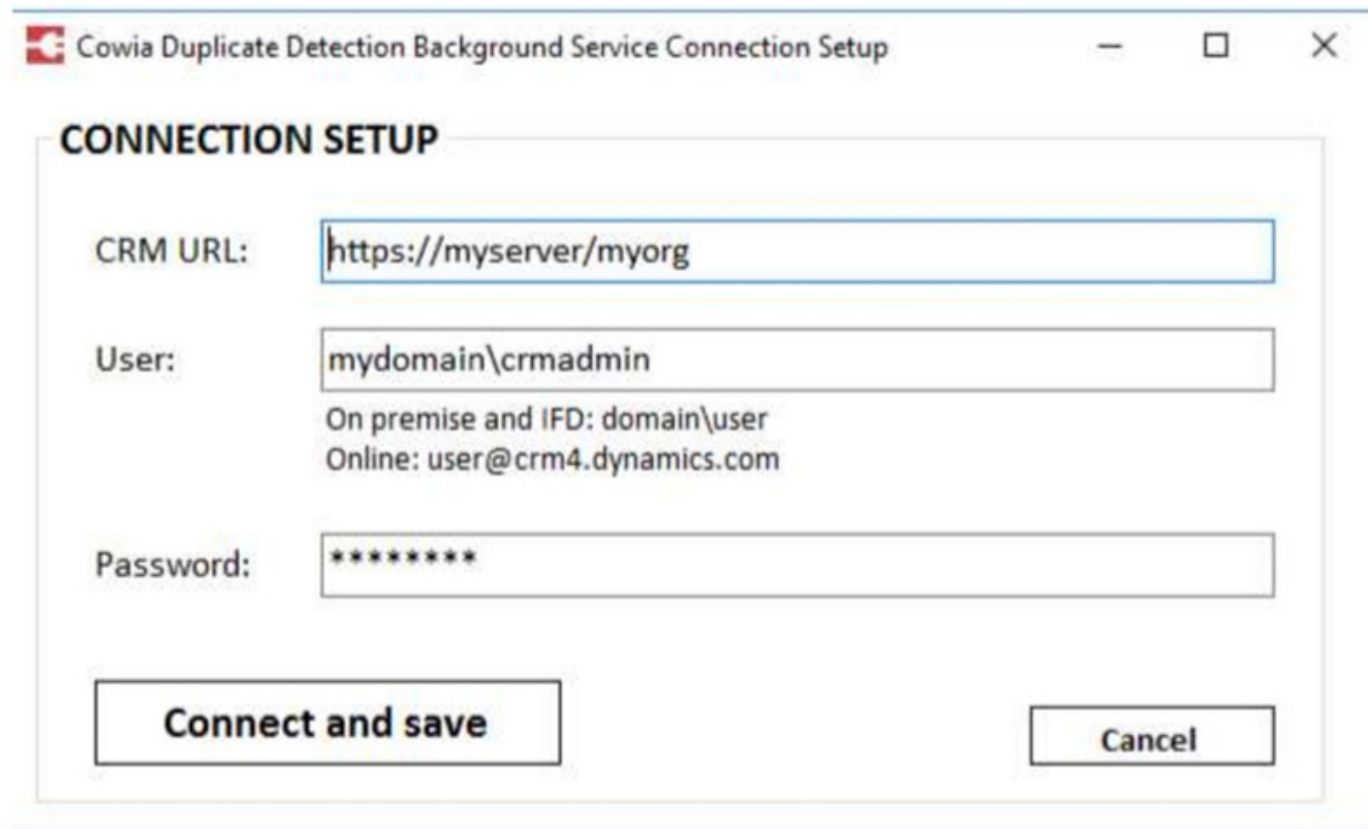 Cowia Duplicate Detection Background Service Connection Setup
CONNECTION SETUP
CRM URL: https://myserver/myorg
User: mydomain\crmadmin
On premise and IFD: domain\user
Online: user@crm4.dynamics.com
Password: ********
Connect and save
Cancel